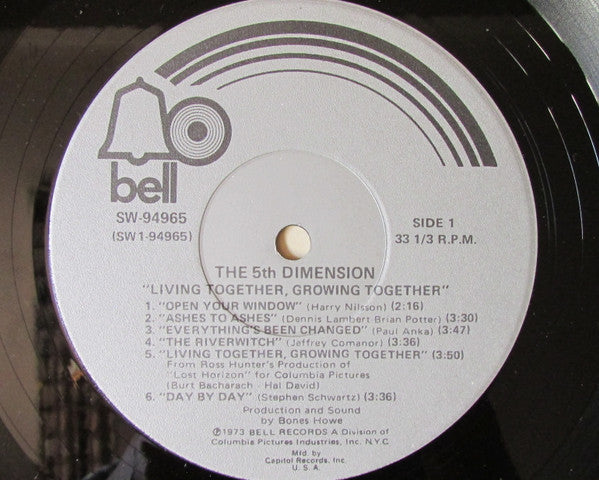 bell
SW-94965
(SW1-94965)
SIDE 1
33 1/3 R.P.M.
THE 5th DIMENSION
"LIVING TOGETHER, GROWING TOGETHER"
1. "OPEN YOUR WINDOW" (Harry Nilsson) (2:16)
2. "ASHES TO ASHES" (Dennis Lambert-Brian Potter) (3:30)
3. "EVERYTHING'S BEEN CHANGED" (Paul Anka) (3:47)
4. "THE RIVERWITCH" (Jeffrey Comanor) (3:36)
5. "LIVING TOGETHER, GROWING TOGETHER" (3:50)
From Ross Hunter's Production of
"Lost Horizon" for Columbia Pictures
(Burt Bacharach - Hal David)
6. "DAY BY DAY" (Stephen Schwartz) (3:36)
Production and Sound
by Bones Howe
Ⓟ1973 BELL RECORDS A Division of
Columbia Pictures Industries, Inc. N.Y.C.
Mfd. by
Capitol Records, Inc.
U.S.A.